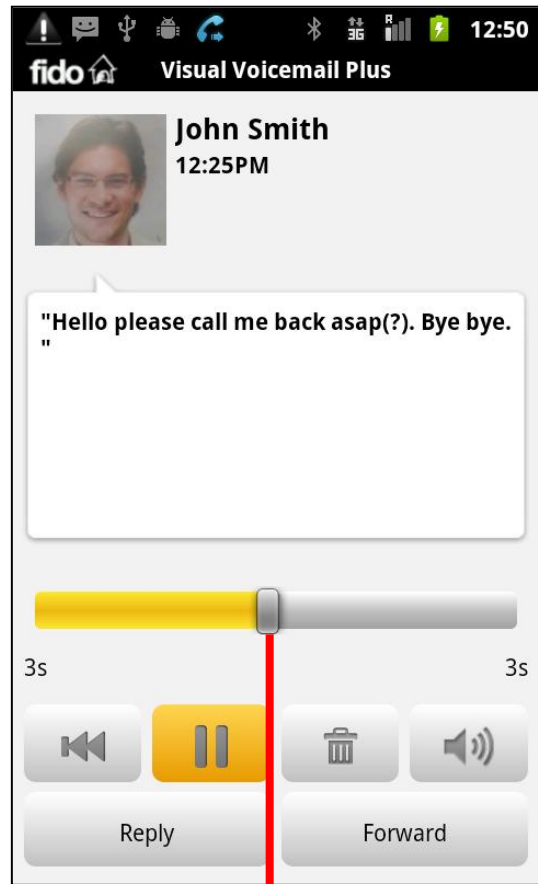 3G
R
12:50
fido
Visual Voicemail Plus
John Smith
12:25PM
"Hello please call me back asap(?). Bye bye.
"
3s
3s
Reply
Forward